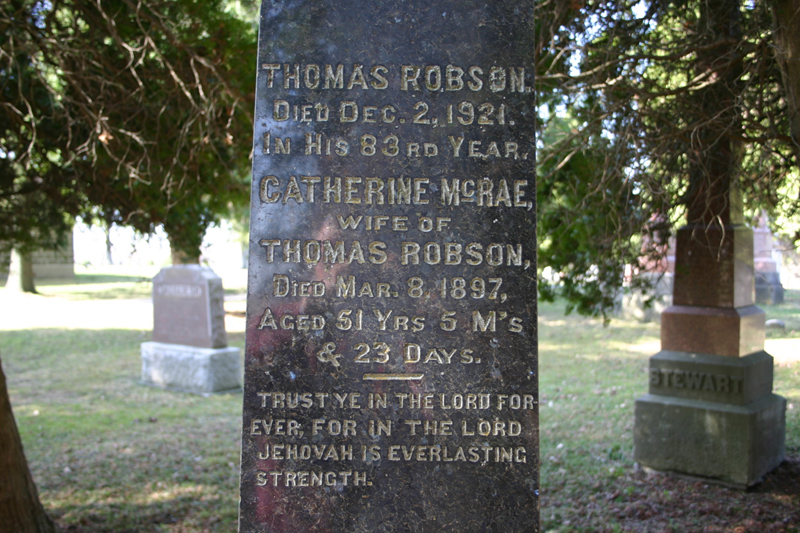 THOMAS ROBSON,
DIED DEC. 2, 1921.
IN HIS 83RD YEAR.
CATHERINE McRAE,
WIFE OF
THOMAS ROBSON,
DIED MAR. 8, 1897,
AGED 51 YRS 5 M's
& 23 DAYS.
TRUST YE IN THE LORD FOR-
EVER, FOR IN THE LORD
JEHOVAH IS EVERLASTING
STRENGTH.
STEWART